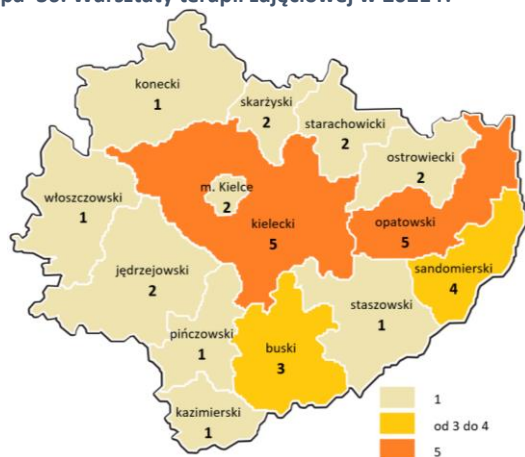 konecki
1
skarżyski
2
starachowicki
2
ostrowiecki
2
włoszczowski
1
m. Kielce
2
kielecki
5
opatowski
5
sandomierski
4
jędrzejowski
2
staszowski
1
pińczowski
1
buski
3
kazimierski
1
1
od 3 do 4
5